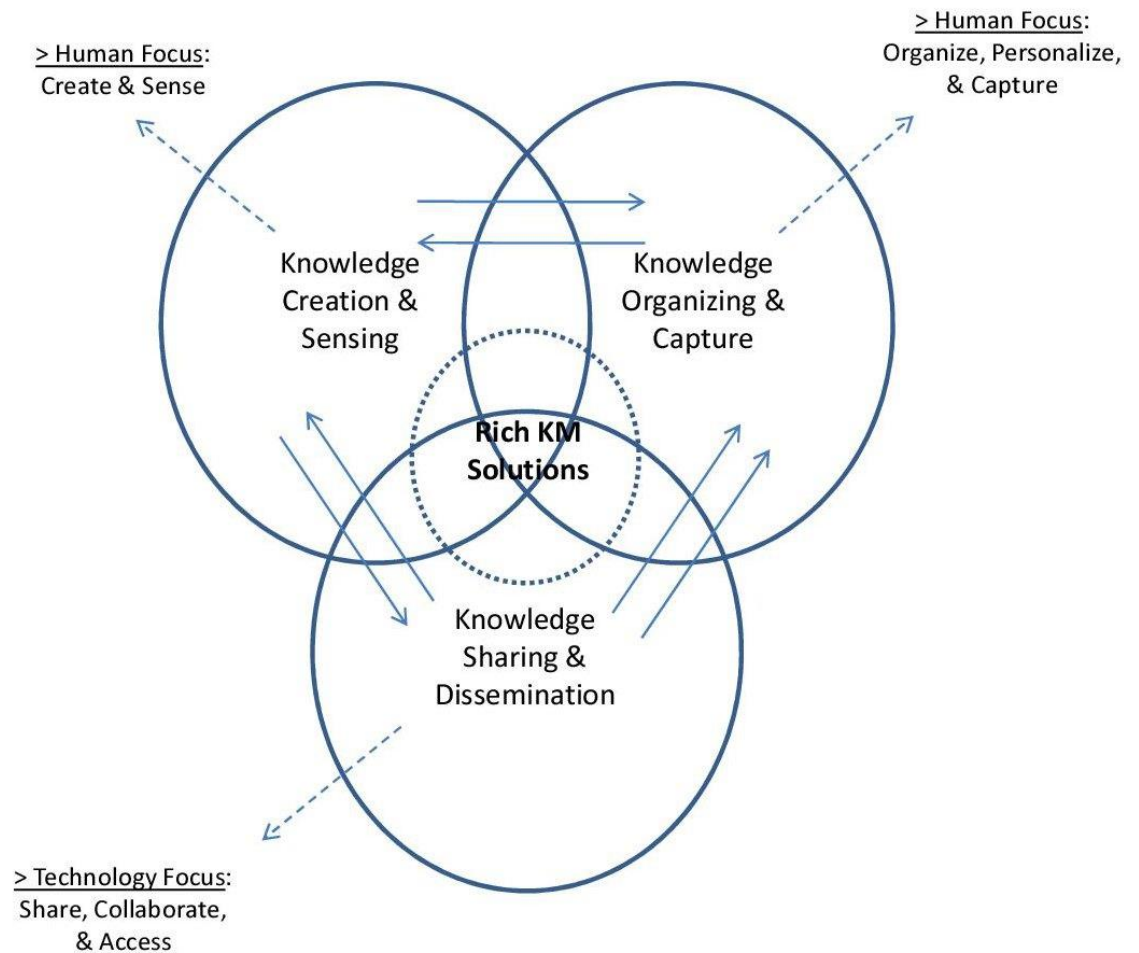 > Human Focus:
Create & Sense
> Human Focus:
Organize, Personalize,
& Capture
Knowledge
Creation &
Sensing
Knowledge
Organizing &
Capture
Rich KM
Solutions
Knowledge
Sharing &
Dissemination
> Technology Focus:
Share, Collaborate,
& Access